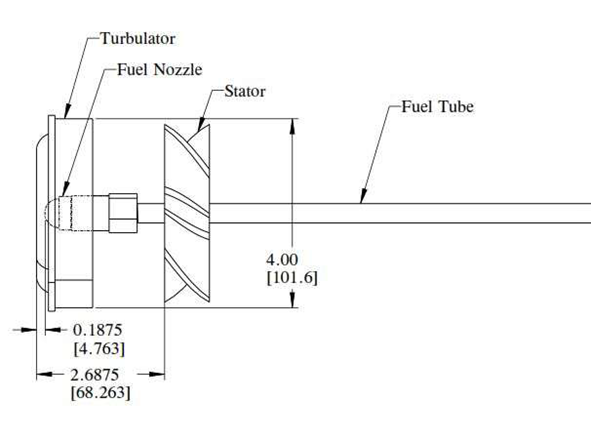 Turbulator
Fuel Nozzle
Stator
Fuel Tube
4.00
[101.6]
0.1875
[4.763]
2.6875
[68.263]